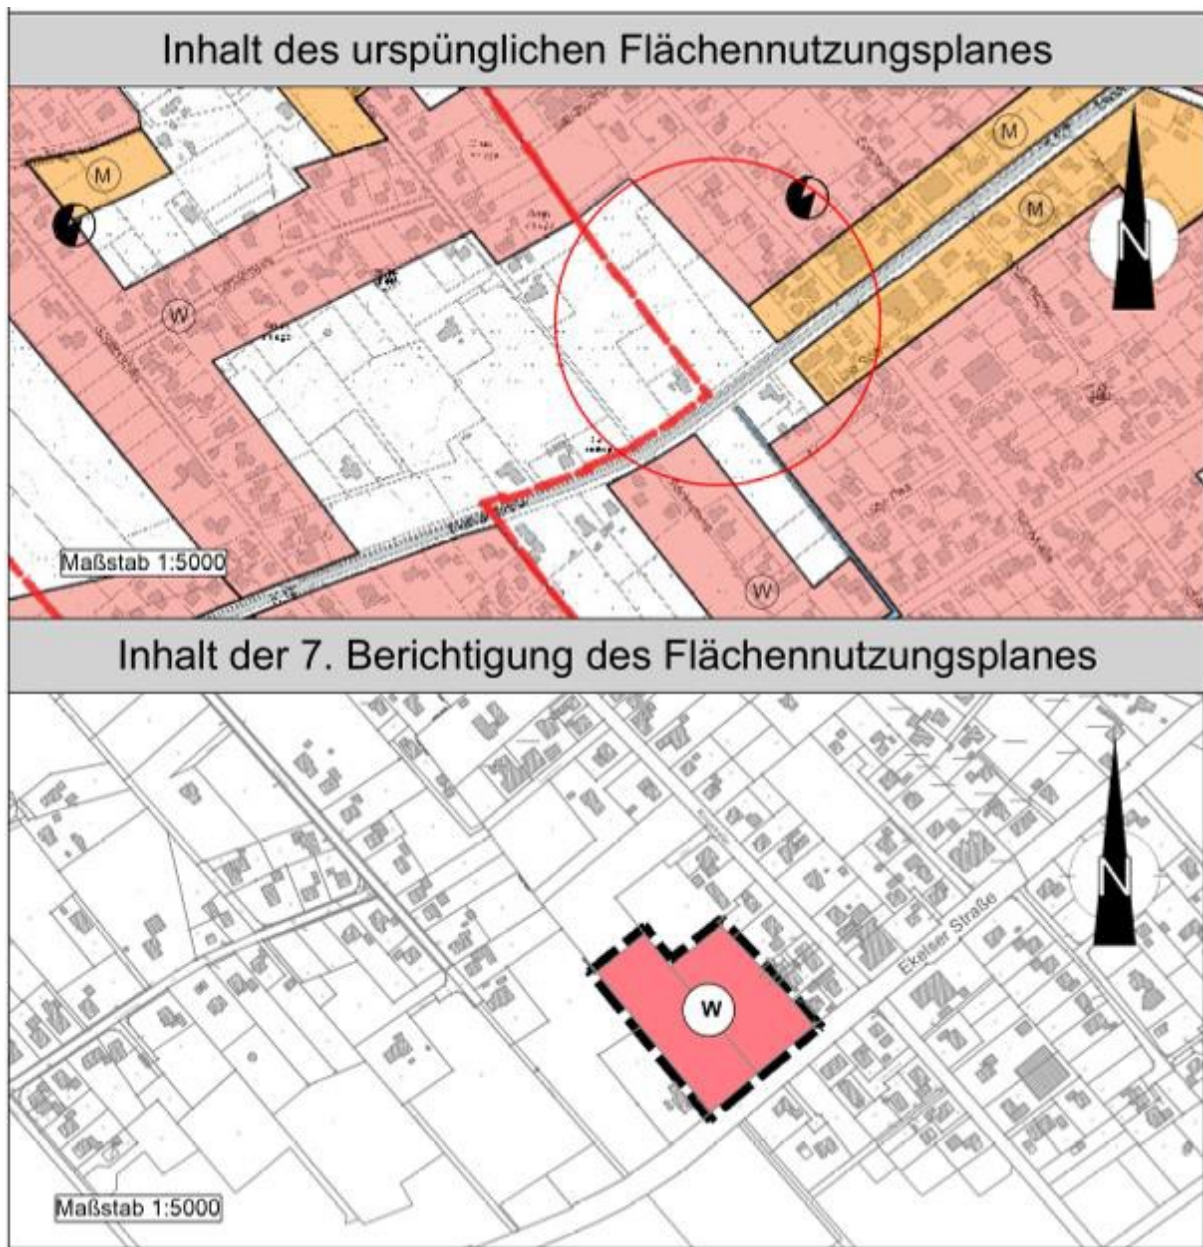 Inhalt des urspünglichen Flächennutzungsplanes
M
M
N
M
W
Maßstab 1:5000
W
Inhalt der 7. Berichtigung des Flächennutzungsplanes
N
Ekelser Straße
W
Maßstab 1:5000